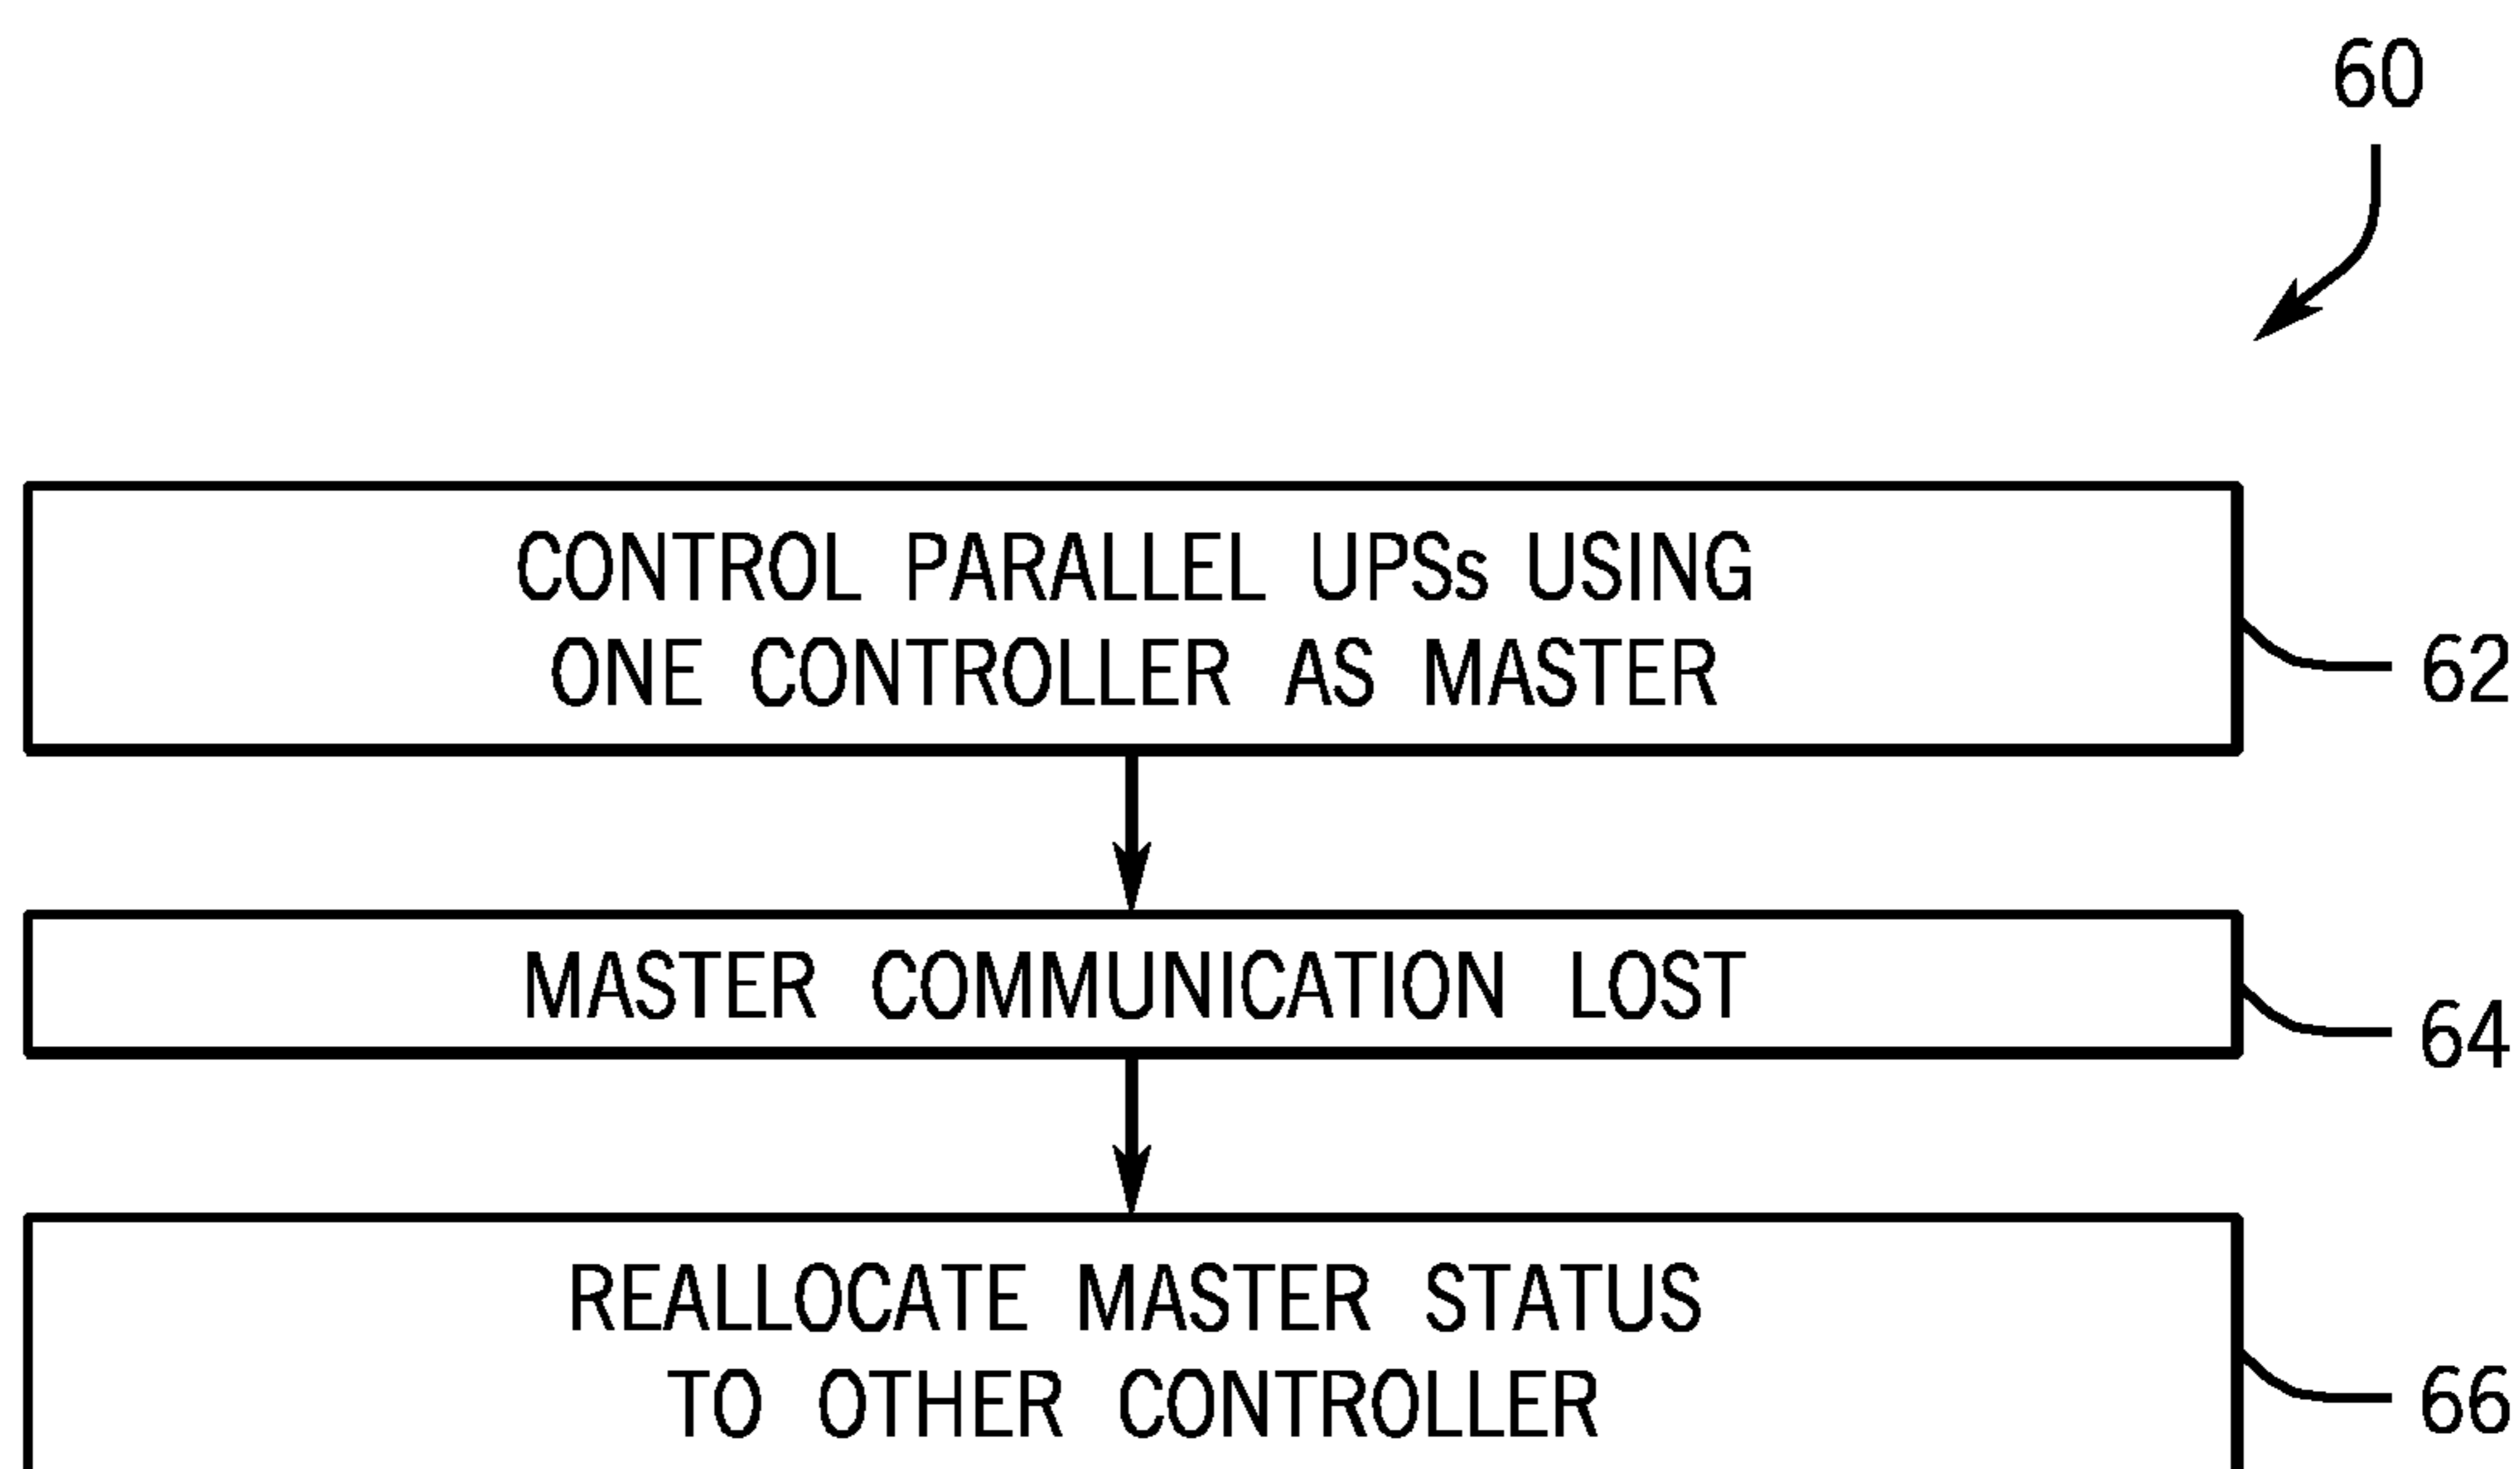 60
CONTROL PARALLEL UPSs USING
ONE CONTROLLER AS MASTER
62
MASTER COMMUNICATION LOST
64
REALLOCATE MASTER STATUS
TO OTHER CONTROLLER
66